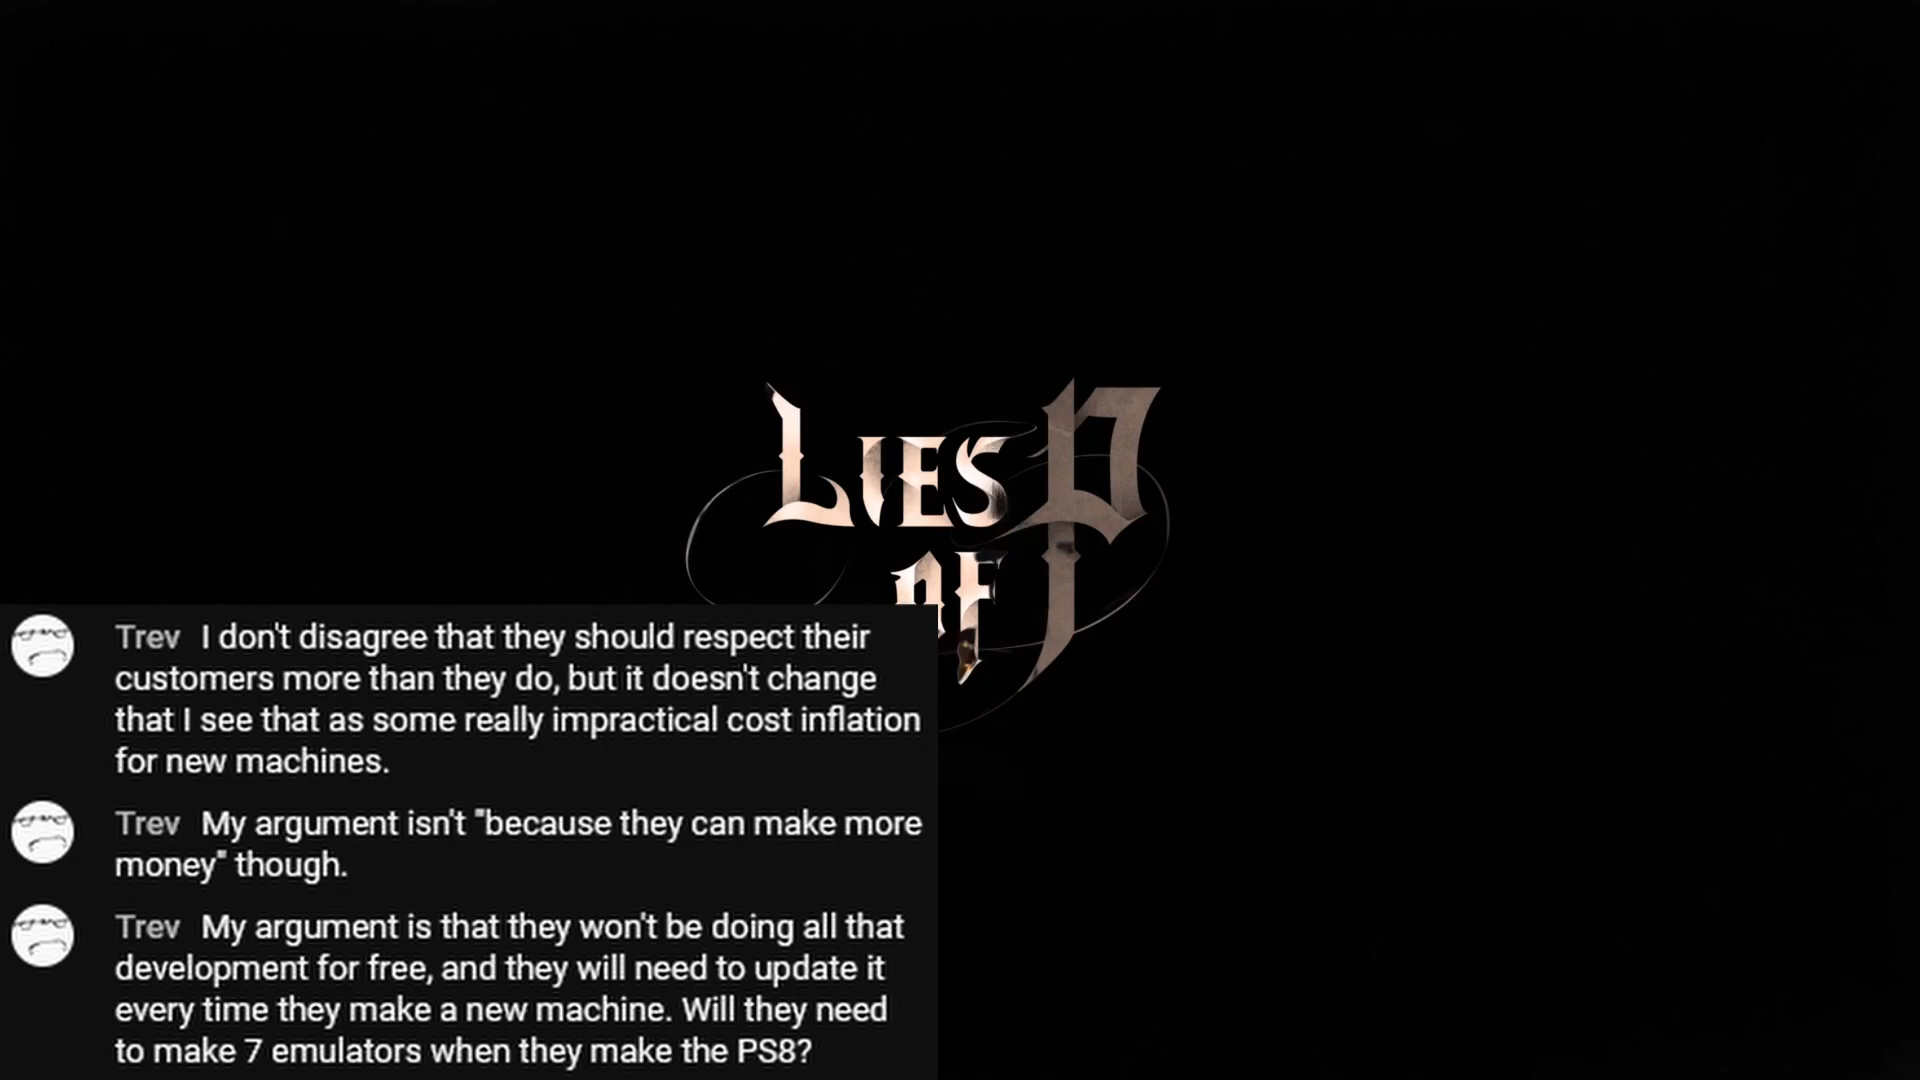 LIES P
OF
Trev I don't disagree that they should respect their
customers more than they do, but it doesn't change
that I see that as some really impractical cost inflation
for new machines.
Trev My argument isn't "because they can make more
money" though.
Trev My argument is that they won't be doing all that
development for free, and they will need to update it
every time they make a new machine. Will they need
to make 7 emulators when they make the PS8?